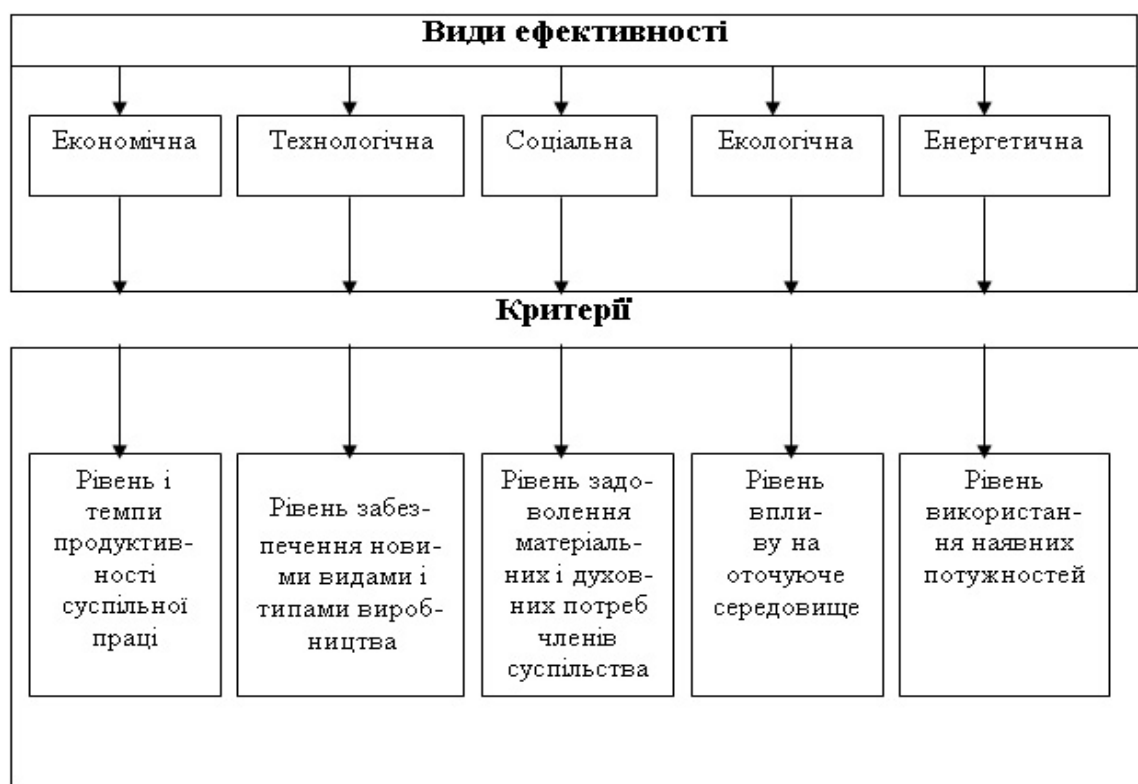 Види ефективності
Економічна
Технологічна
Соціальна
Екологічна
Енергетична
Критерії
Рівень і
темпи
продуктив-
ності
суспільної
праці
Рівень забез-
печення нови-
ми видами і
типами вироб-
ництва
Рівень задо-
волення
матеріаль-
них і духов-
них потреб
членів
суспільства
Рівень
впли-
ву на
оточуюче
середовище
Рівень
використан-
ня наявних
потужностей